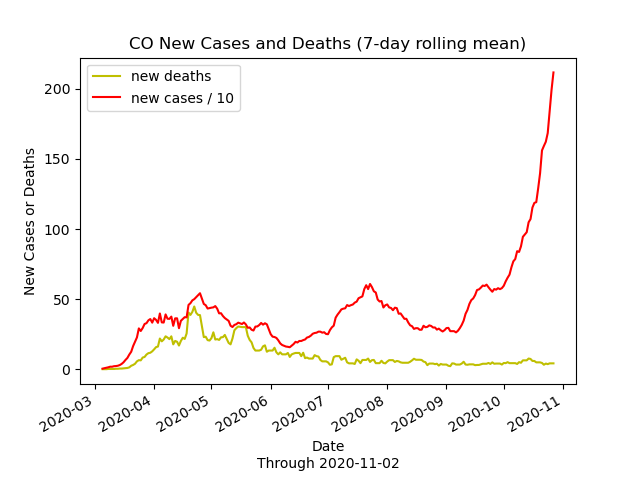 CO New Cases and Deaths (7-day rolling mean)
new deaths
new cases / 10
New Cases or Deaths
200
150
100
50
0
2020-03
2020-04
2020-05
2020-06
2020-07
2020-08
2020-09
2020-10
2020-11
Date
Through 2020-11-02